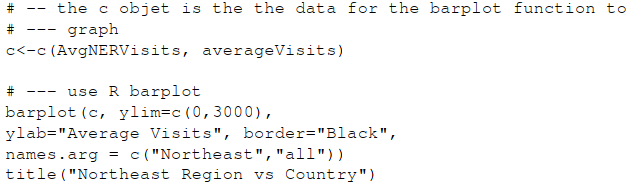 # -- the c objet is the the data for the barplot function to
# --- graph
c<-c(AvgNERVisits, averageVisits)
# --- use R barplot
barplot(c, ylim=c(0,3000),
ylab="Average Visits", border="Black",
names.arg = c("Northeast","all"))
title("Northeast Region vs Country")